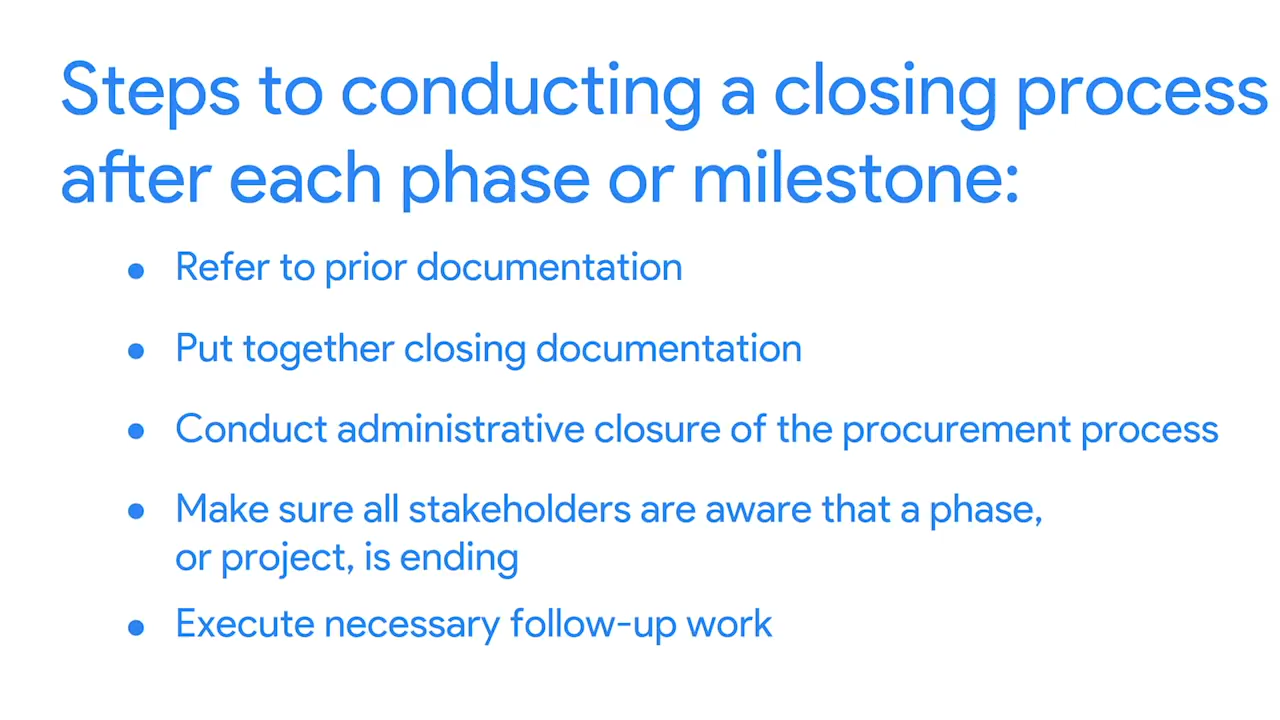 Steps to conducting a closing process
after each phase or milestone:
● Refer to prior documentation
● Put together closing documentation
● Conduct administrative closure of the procurement process
● Make sure all stakeholders are aware that a phase,
or project, is ending
● Execute necessary follow-up work